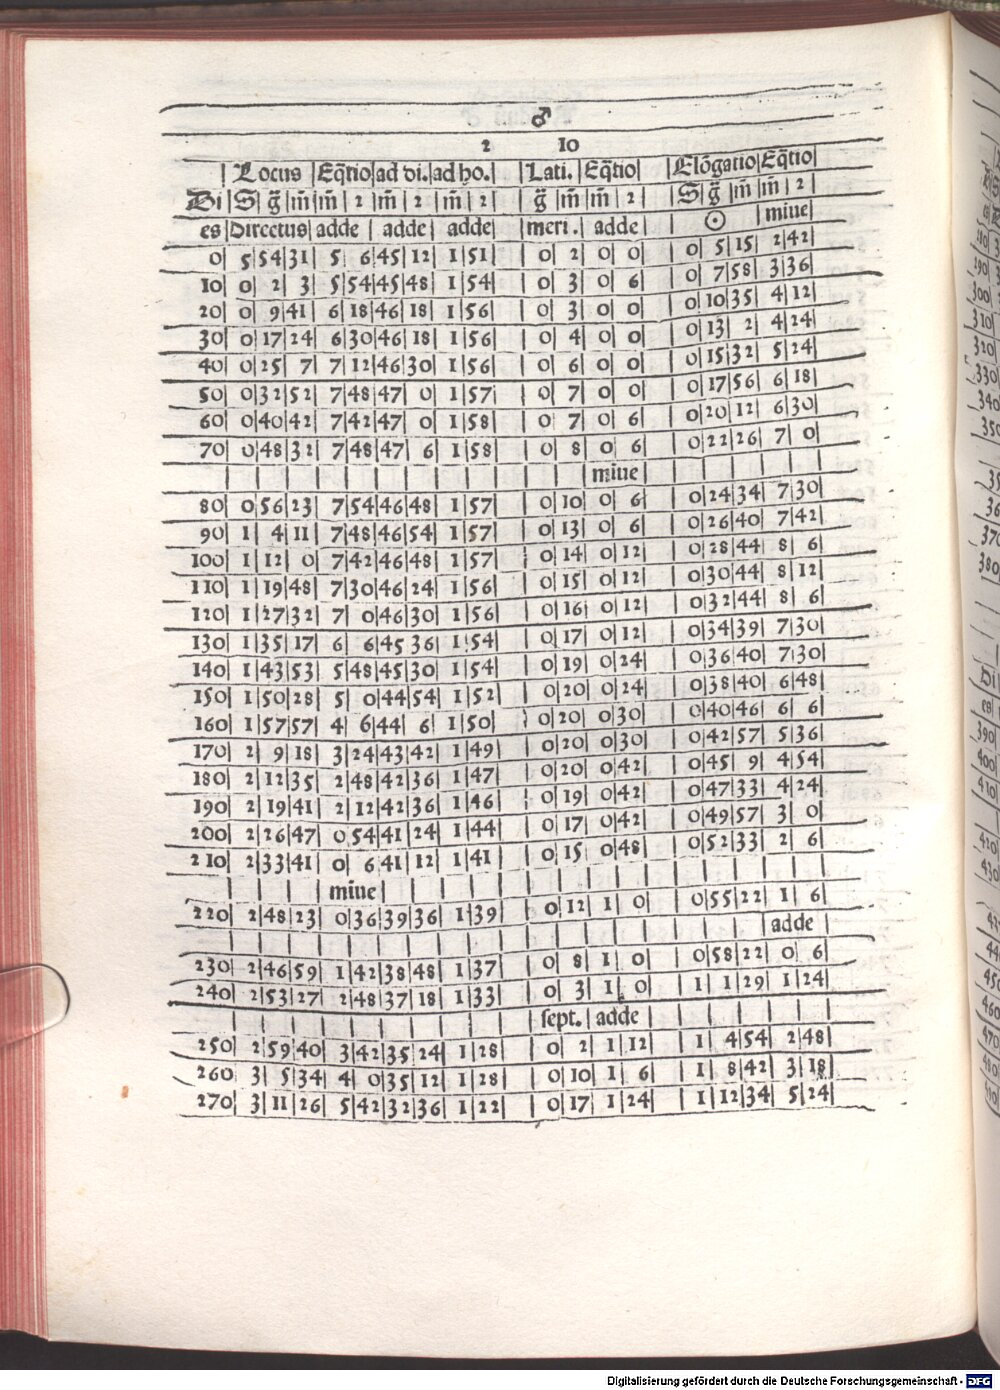 ♂
2 10
| Locus | Eq̃tio | ad di. | ad ho. | Lati. | Eq̃tio | Elõgatio | Eq̃tio
Di | S | g̃ | m̃ | m̃ | 2 | m̃ | 2 | m̃ | 2 | g̃ | m̃ | m̃ | 2 | S | g̃ | m̃ | m̃ | 2
es | Directus | adde | adde | adde | meri. | adde | ☉ | miue
0 | 5 | 54 | 31 | 5 | 6 | 45 | 12 | 1 | 51 | 0 | 2 | 0 | 0 | 0 | 5 | 15 | 2 | 42
10 | 0 | 2 | 3 | 5 | 54 | 45 | 48 | 1 | 54 | 0 | 3 | 0 | 6 | 0 | 7 | 58 | 3 | 36
20 | 0 | 9 | 41 | 6 | 18 | 46 | 18 | 1 | 56 | 0 | 3 | 0 | 0 | 0 | 10 | 35 | 4 | 12
30 | 0 | 17 | 24 | 6 | 30 | 46 | 18 | 1 | 56 | 0 | 4 | 0 | 0 | 0 | 13 | 2 | 4 | 24
40 | 0 | 25 | 7 | 7 | 12 | 46 | 30 | 1 | 56 | 0 | 6 | 0 | 0 | 0 | 15 | 32 | 5 | 24
50 | 0 | 32 | 52 | 7 | 48 | 47 | 0 | 1 | 57 | 0 | 7 | 0 | 0 | 0 | 17 | 56 | 6 | 18
60 | 0 | 40 | 42 | 7 | 42 | 47 | 0 | 1 | 58 | 0 | 7 | 0 | 6 | 0 | 20 | 12 | 6 | 30
70 | 0 | 48 | 32 | 7 | 48 | 47 | 6 | 1 | 58 | 0 | 8 | 0 | 6 | 0 | 22 | 26 | 7 | 0
miue
80 | 0 | 56 | 23 | 7 | 54 | 46 | 48 | 1 | 57 | 0 | 10 | 0 | 6 | 0 | 24 | 34 | 7 | 30
90 | 1 | 4 | 11 | 7 | 48 | 46 | 54 | 1 | 57 | 0 | 13 | 0 | 6 | 0 | 26 | 40 | 7 | 42
100 | 1 | 12 | 0 | 7 | 42 | 46 | 48 | 1 | 57 | 0 | 14 | 0 | 12 | 0 | 28 | 44 | 8 | 6
110 | 1 | 19 | 48 | 7 | 30 | 46 | 24 | 1 | 56 | 0 | 15 | 0 | 12 | 0 | 30 | 44 | 8 | 12
120 | 1 | 27 | 32 | 7 | 0 | 46 | 30 | 1 | 56 | 0 | 16 | 0 | 12 | 0 | 32 | 44 | 8 | 6
130 | 1 | 35 | 17 | 6 | 6 | 45 36 | 1 | 54 | 0 | 17 | 0 | 12 | 0 | 34 | 39 | 7 | 30
140 | 1 | 43 | 53 | 5 | 48 | 45 | 30 | 1 | 54 | 0 | 19 | 0 | 24 | 0 | 36 | 40 | 7 | 30
150 | 1 | 50 | 28 | 5 | 0 | 44 | 54 | 1 | 52 | 0 | 20 | 0 | 24 | 0 | 38 | 40 | 6 | 48
160 | 1 | 57 | 57 | 4 | 6 | 44 | 6 | 1 | 50 | 0 | 20 | 0 | 30 | 0 | 40 | 46 | 6 | 6
170 | 2 | 9 | 18 | 3 | 24 | 43 | 42 | 1 | 49 | 0 | 20 | 0 | 30 | 0 | 42 | 57 | 5 | 36
180 | 2 | 12 | 35 | 2 | 48 | 42 | 36 | 1 | 47 | 0 | 20 | 0 | 42 | 0 | 45 | 9 | 4 | 54
190 | 2 | 19 | 41 | 2 | 12 | 42 | 36 | 1 | 46 | 0 | 19 | 0 | 42 | 0 | 47 | 33 | 4 | 24
200 | 2 | 26 | 47 | 0 54 | 41 | 24 | 1 | 44 | 0 | 17 | 0 | 42 | 0 | 49 | 57 | 3 | 0
210 | 2 | 33 | 41 | 0 | 6 41 | 12 | 1 | 41 | 0 | 15 | 0 | 48 | 0 | 52 | 33 | 2 | 6
miue
220 | 2 | 48 | 23 | 0 | 36 | 39 | 36 | 1 | 39 | 0 | 12 | 1 | 0 | 0 | 55 | 22 | 1 | 6
adde
230 | 2 | 46 | 59 | 1 | 42 | 38 | 48 | 1 | 37 | 0 | 8 | 1 | 0 | 0 | 58 | 22 | 0 | 6
240 | 2 | 53 | 27 | 2 | 48 | 37 | 18 | 1 | 33 | 0 | 3 | 1 | 0 | 1 | 1 | 29 | 1 | 24
sept. | adde
250 | 2 | 59 | 40 | 3 | 42 | 35 | 24 | 1 | 28 | 0 | 2 | 1 | 12 | 1 | 4 | 54 | 2 | 48
260 | 3 | 5 | 34 | 4 | 0 | 35 | 12 | 1 | 28 | 0 | 10 | 1 | 6 | 1 | 8 | 42 | 3 | 18
270 | 3 | 11 | 26 | 5 | 42 | 32 | 36 | 1 | 22 | 0 | 17 | 1 | 24 | 1 | 12 | 34 | 5 | 24
Digitalisierung gefördert durch die Deutsche Forschungsgemeinschaft - DFG